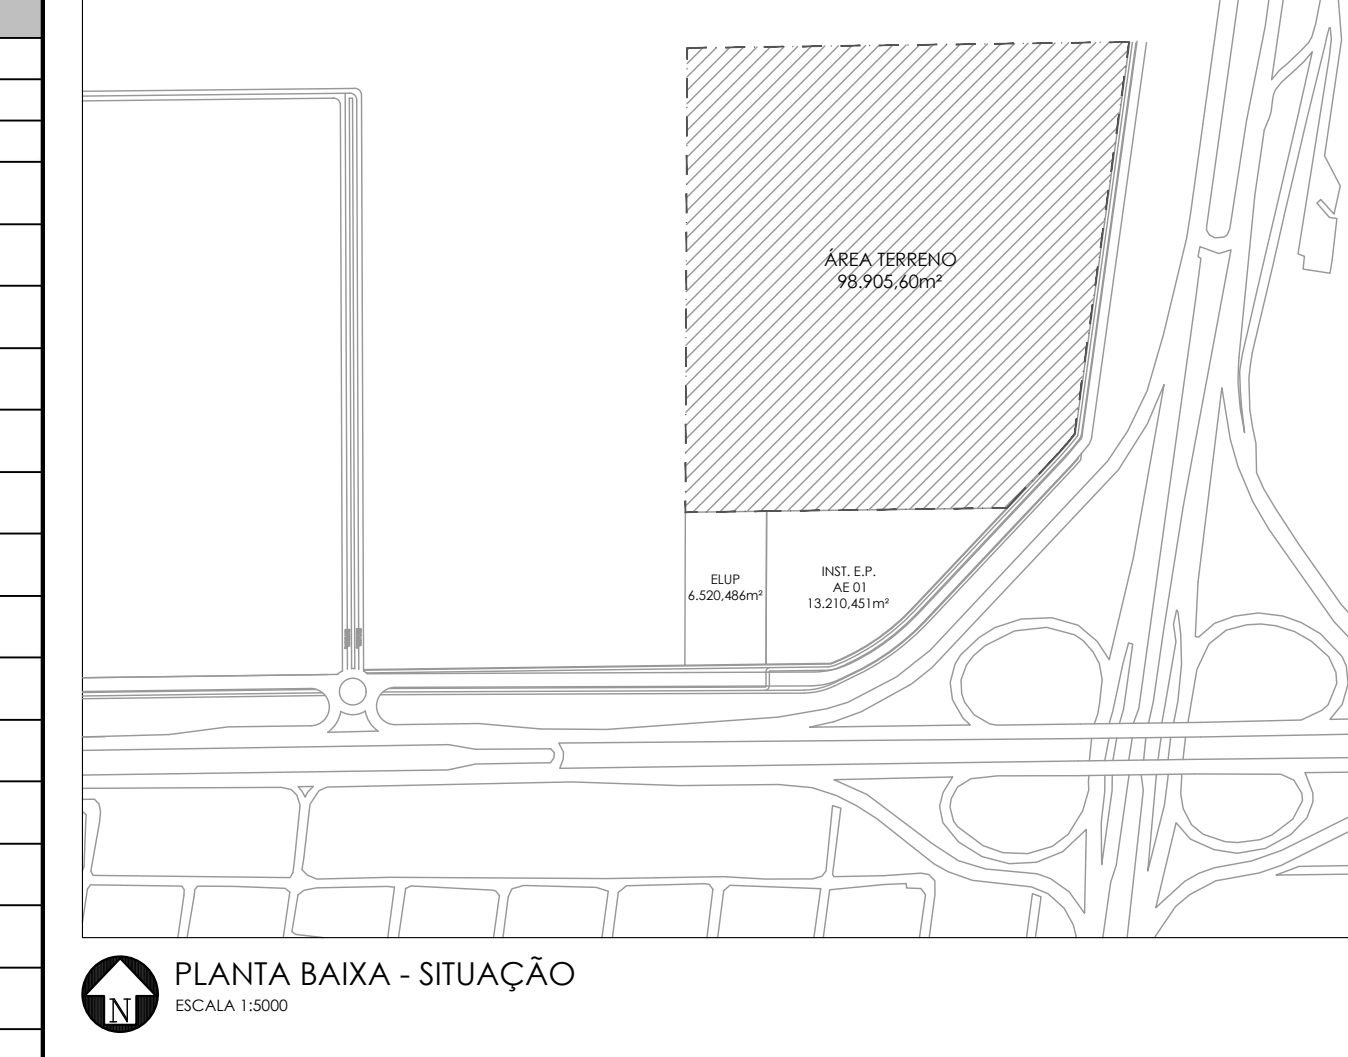 ÁREA TERRENO
98.905,60m²
ELUP
6.520,486m²
INST. E.P.
AE 01
13.210,451m²
N
PLANTA BAIXA - SITUAÇÃO
ESCALA 1:5000